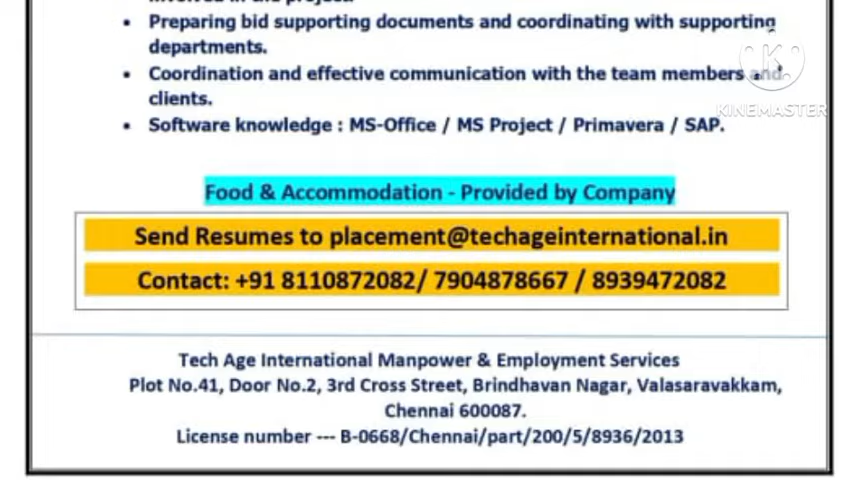 • Preparing bid supporting documents and coordinating with supporting
departments.
• Coordination and effective communication with the team members and
clients.
• Software knowledge : MS-Office / MS Project / Primavera / SAP.
KINEMASTER
Food & Accommodation - Provided by Company
Send Resumes to placement@techageinternational.in
Contact: +91 8110872082/ 7904878667 / 8939472082
Tech Age International Manpower & Employment Services
Plot No.41, Door No.2, 3rd Cross Street, Brindhavan Nagar, Valasaravakkam,
Chennai 600087.
License number --- B-0668/Chennai/part/200/5/8936/2013